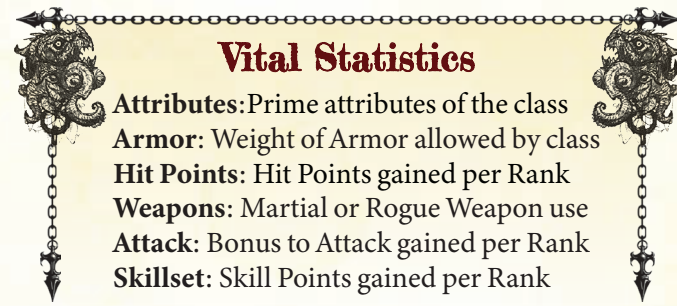 Vital Statistics
Attributes:Prime attributes of the class
Armor: Weight of Armor allowed by class
Hit Points: Hit Points gained per Rank
Weapons: Martial or Rogue Weapon use
Attack: Bonus to Attack gained per Rank
Skillset: Skill Points gained per Rank